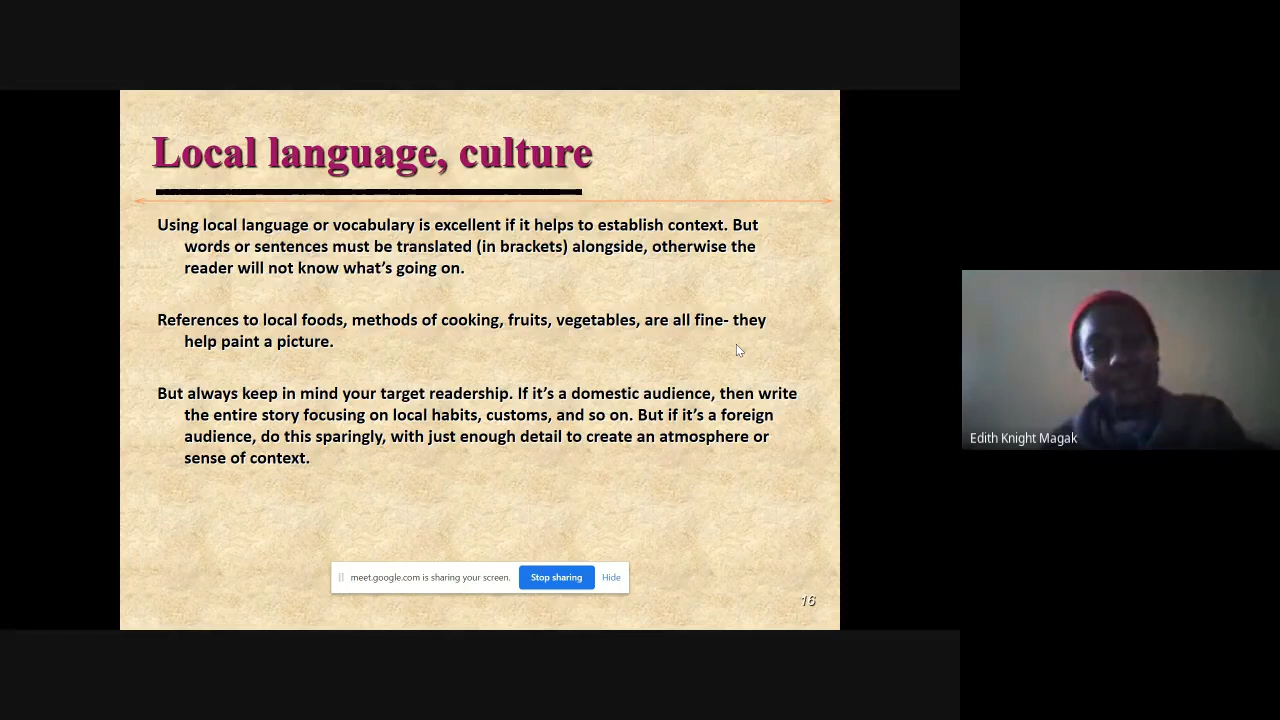 Local language, culture
Using local language or vocabulary is excellent if it helps to establish context. But
words or sentences must be translated (in brackets) alongside, otherwise the
reader will not know what’s going on.
References to local foods, methods of cooking, fruits, vegetables, are all fine- they
help paint a picture.
But always keep in mind your target readership. If it’s a domestic audience, then write
the entire story focusing on local habits, customs, and so on. But if it’s a foreign
audience, do this sparingly, with just enough detail to create an atmosphere or
sense of context.
meet.google.com is sharing your screen.
Stop sharing
Hide
16
Edith Knight Magak